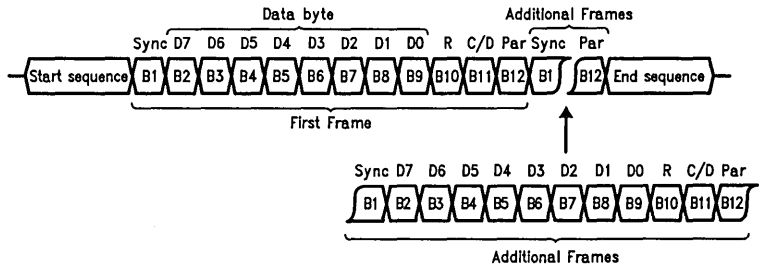 Data byte Additional Frames
Sync D7 D6 D5 D4 D3 D2 D1 D0 R C/D Par Sync Par
Start sequence B1 B2 B3 B4 B5 B6 B7 B8 B9 B10 B11 B12 B1 B12 End sequence
First Frame
Sync D7 D6 D5 D4 D3 D2 D1 D0 R C/D Par
B1 B2 B3 B4 B5 B6 B7 B8 B9 B10 B11 B12
Additional Frames